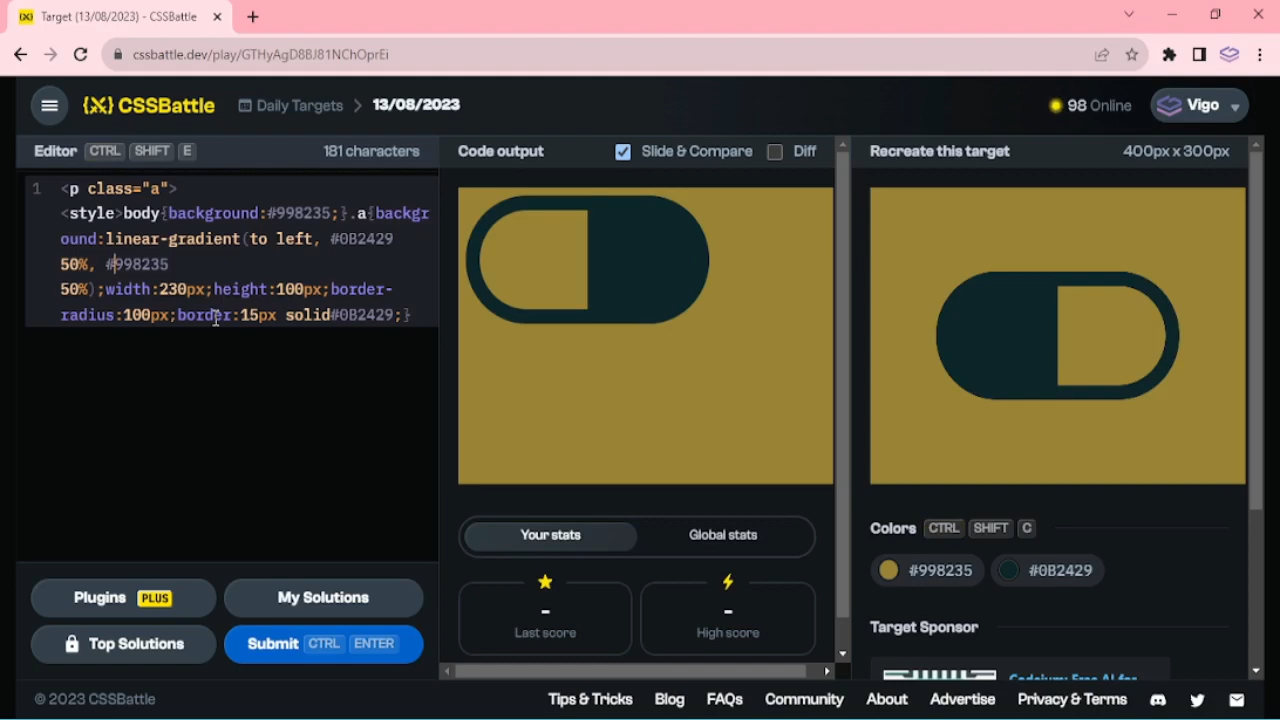 Target (13/08/2023) - CSSBattle
cssbattle.dev/play/GTHyAgD8BJ81NChOprEi
{X} CSSBattle
Daily Targets > 13/08/2023
98 Online
Vigo
Editor CTRL SHIFT E
181 characters
Code output
Slide & Compare
Diff
Recreate this target
400px x 300px
1 <p class="a">
<style>body{background:#998235;}.a{backgr
ound:linear-gradient(to left, #0B2429
50%, #998235
50%);width:230px;height:100px;border-
radius:100px;border:15px solid#0B2429;}
Your stats
Global stats
-
Last score
-
High score
Colors CTRL SHIFT C
#998235
#0B2429
Target Sponsor
Codeium: Free AI for
Plugins PLUS
My Solutions
Top Solutions
Submit CTRL ENTER
© 2023 CSSBattle
Tips & Tricks
Blog
FAQs
Community
About
Advertise
Privacy & Terms